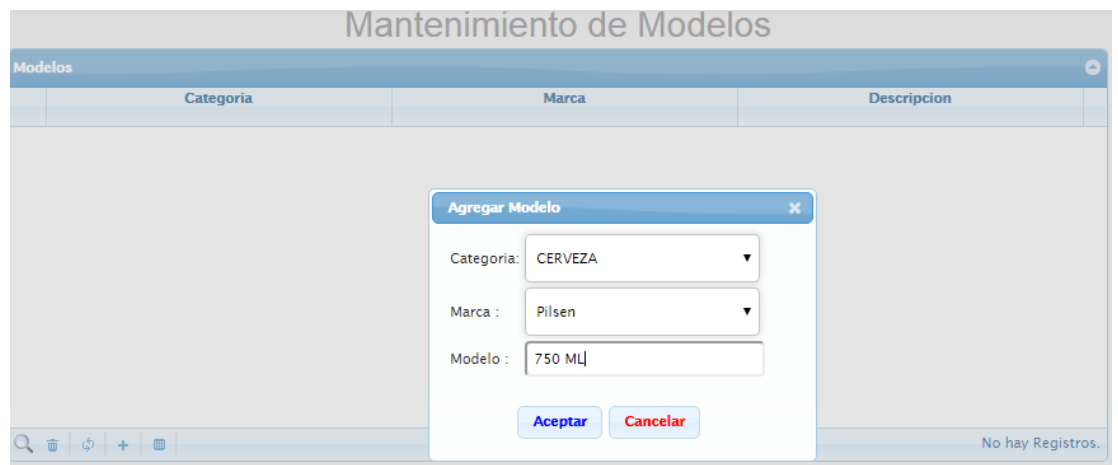 Mantenimiento de Modelos
Modelos
Categoria Marca Descripcion
Agregar Modelo
Categoria: CERVEZA
Marca : Pilsen
Modelo : 750 ML
Aceptar Cancelar
No hay Registros.